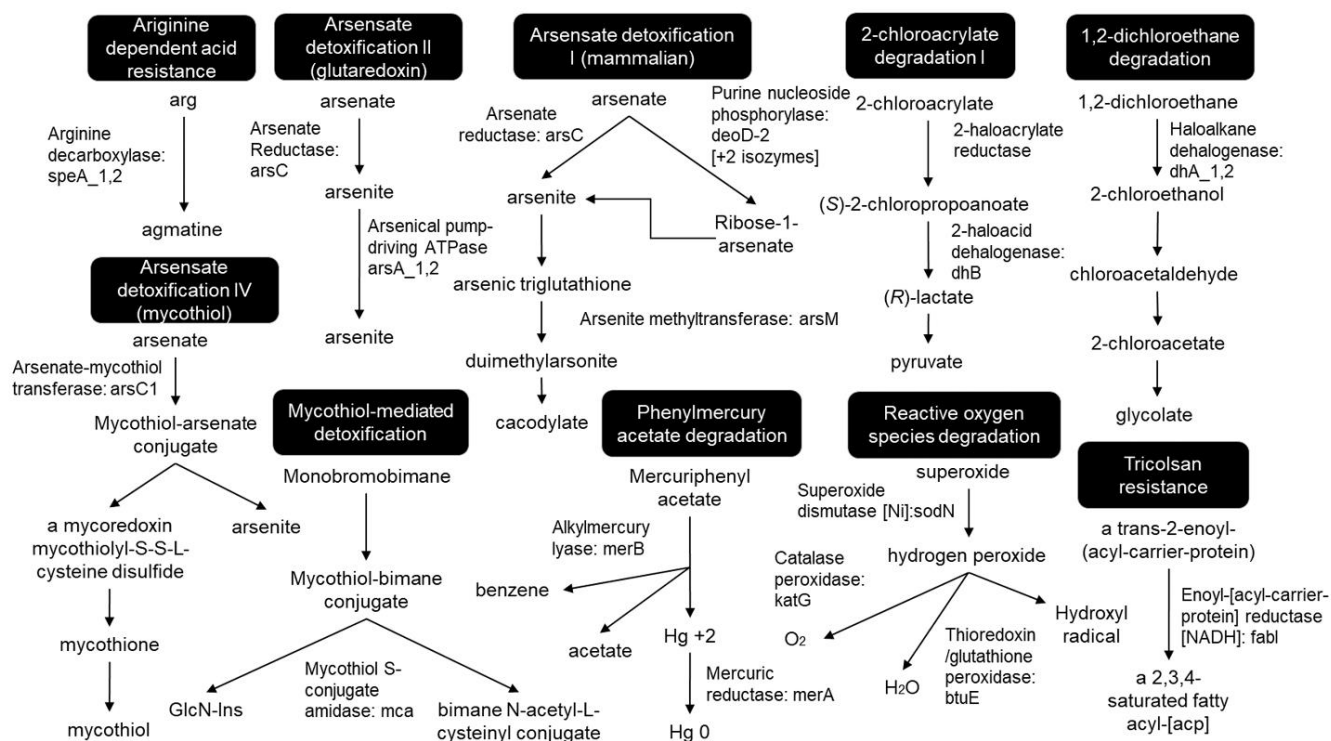 Ariginine
dependent acid
resistance
arg
Arginine
decarboxylase:
speA_1,2
agmatine
Arsensate
detoxification IV
(mycothiol)
arsenate
Arsenate-mycothiol
transferase: arsC1
Mycothiol-arsenate
conjugate
a mycoredoxin
mycothiolyl-S-S-L-
cysteine disulfide
arsenite
mycothione
mycothiol
Arsensate
detoxification II
(glutaredoxin)
arsenate
Arsenate
Reductase:
arsC
arsenite
Arsenical pump-
driving ATPase
arsA_1,2
arsenite
Mycothiol-mediated
detoxification
Monobromobimane
Mycothiol-bimane
conjugate
Mycothiol S-
conjugate
amidase: mca
GlcN-Ins
bimane N-acetyl-L-
cysteinyl conjugate
Arsensate detoxification
I (mammalian)
arsenate
Arsenate
reductase: arsC
Purine nucleoside
phosphorylase:
deoD-2
[+2 isozymes]
arsenite
Ribose-1-
arsenate
arsenic triglutathione
Arsenite methyltransferase: arsM
duimethylarsonite
cacodylate
Phenylmercury
acetate degradation
Mercuriphenyl
acetate
Alkylmercury
lyase: merB
benzene
acetate
Hg +2
Mercuric
reductase: merA
Hg 0
2-chloroacrylate
degradation I
2-chloroacrylate
2-haloacrylate
reductase
(S)-2-chloropropoanoate
2-haloacid
dehalogenase:
dhB
(R)-lactate
pyruvate
Reactive oxygen
species degradation
superoxide
Superoxide
dismutase [Ni]:sodN
hydrogen peroxide
Catalase
peroxidase:
katG
O2
Thioredoxin
/glutathione
peroxidase:
btuE
H2O
Hydroxyl
radical
1,2-dichloroethane
degradation
1,2-dichloroethane
Haloalkane
dehalogenase:
dhA_1,2
2-chloroethanol
chloroacetaldehyde
2-chloroacetate
glycolate
Tricolsan
resistance
a trans-2-enoyl-
(acyl-carrier-protein)
Enoyl-[acyl-carrier-
protein] reductase
[NADH]: fabI
a 2,3,4-
saturated fatty
acyl-[acp]